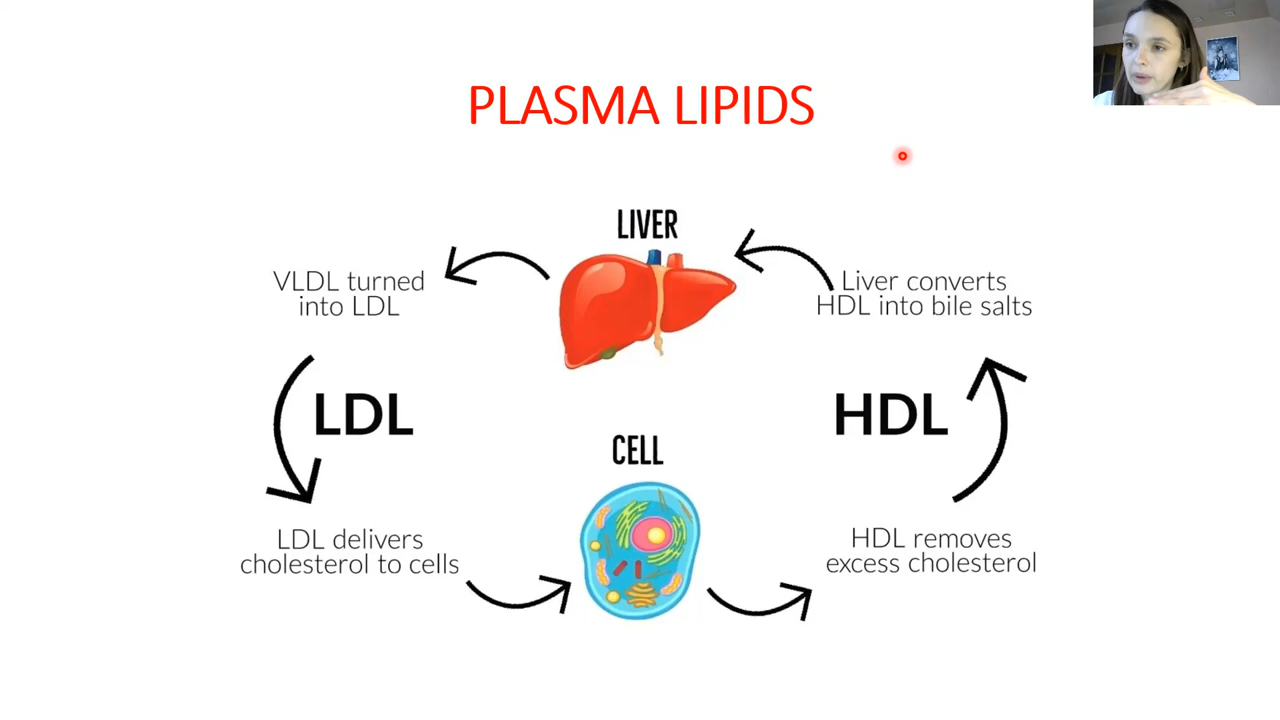 PLASMA LIPIDS
LIVER
VLDL turned
into LDL
Liver converts
HDL into bile salts
LDL
HDL
CELL
LDL delivers
cholesterol to cells
HDL removes
excess cholesterol